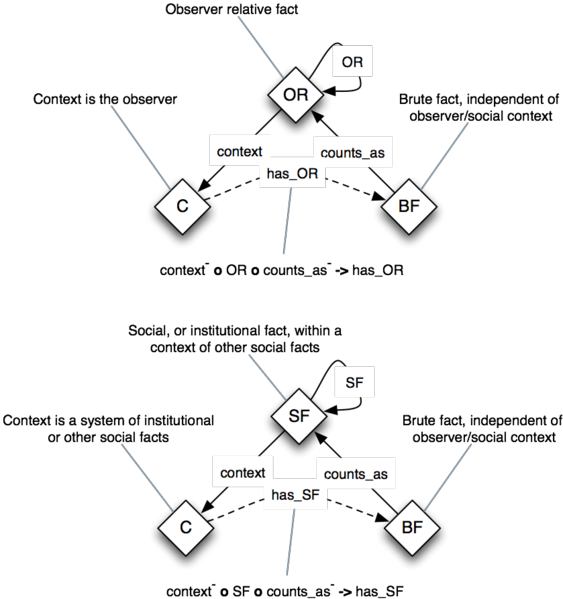 Observer relative fact
OR
Context is the observer
OR
Brute fact, independent of
observer/social context
context
counts_as
has_OR
C
BF
context⁻ o OR o counts_as⁻ -> has_OR
Social, or institutional fact, within a
context of other social facts
SF
Context is a system of institutional
or other social facts
SF
Brute fact, independent of
observer/social context
context
counts_as
has_SF
C
BF
context⁻ o SF o counts_as⁻ -> has_SF